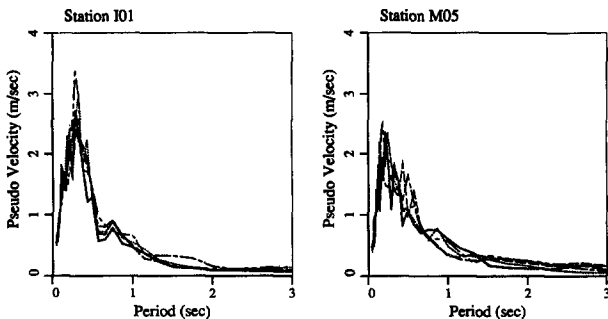 Station I01
4
3
2
1
0
Pseudo Velocity (m/sec)
0 1 2 3
Period (sec)
Station M05
4
3
2
1
0
Pseudo Velocity (m/sec)
0 1 2 3
Period (sec)